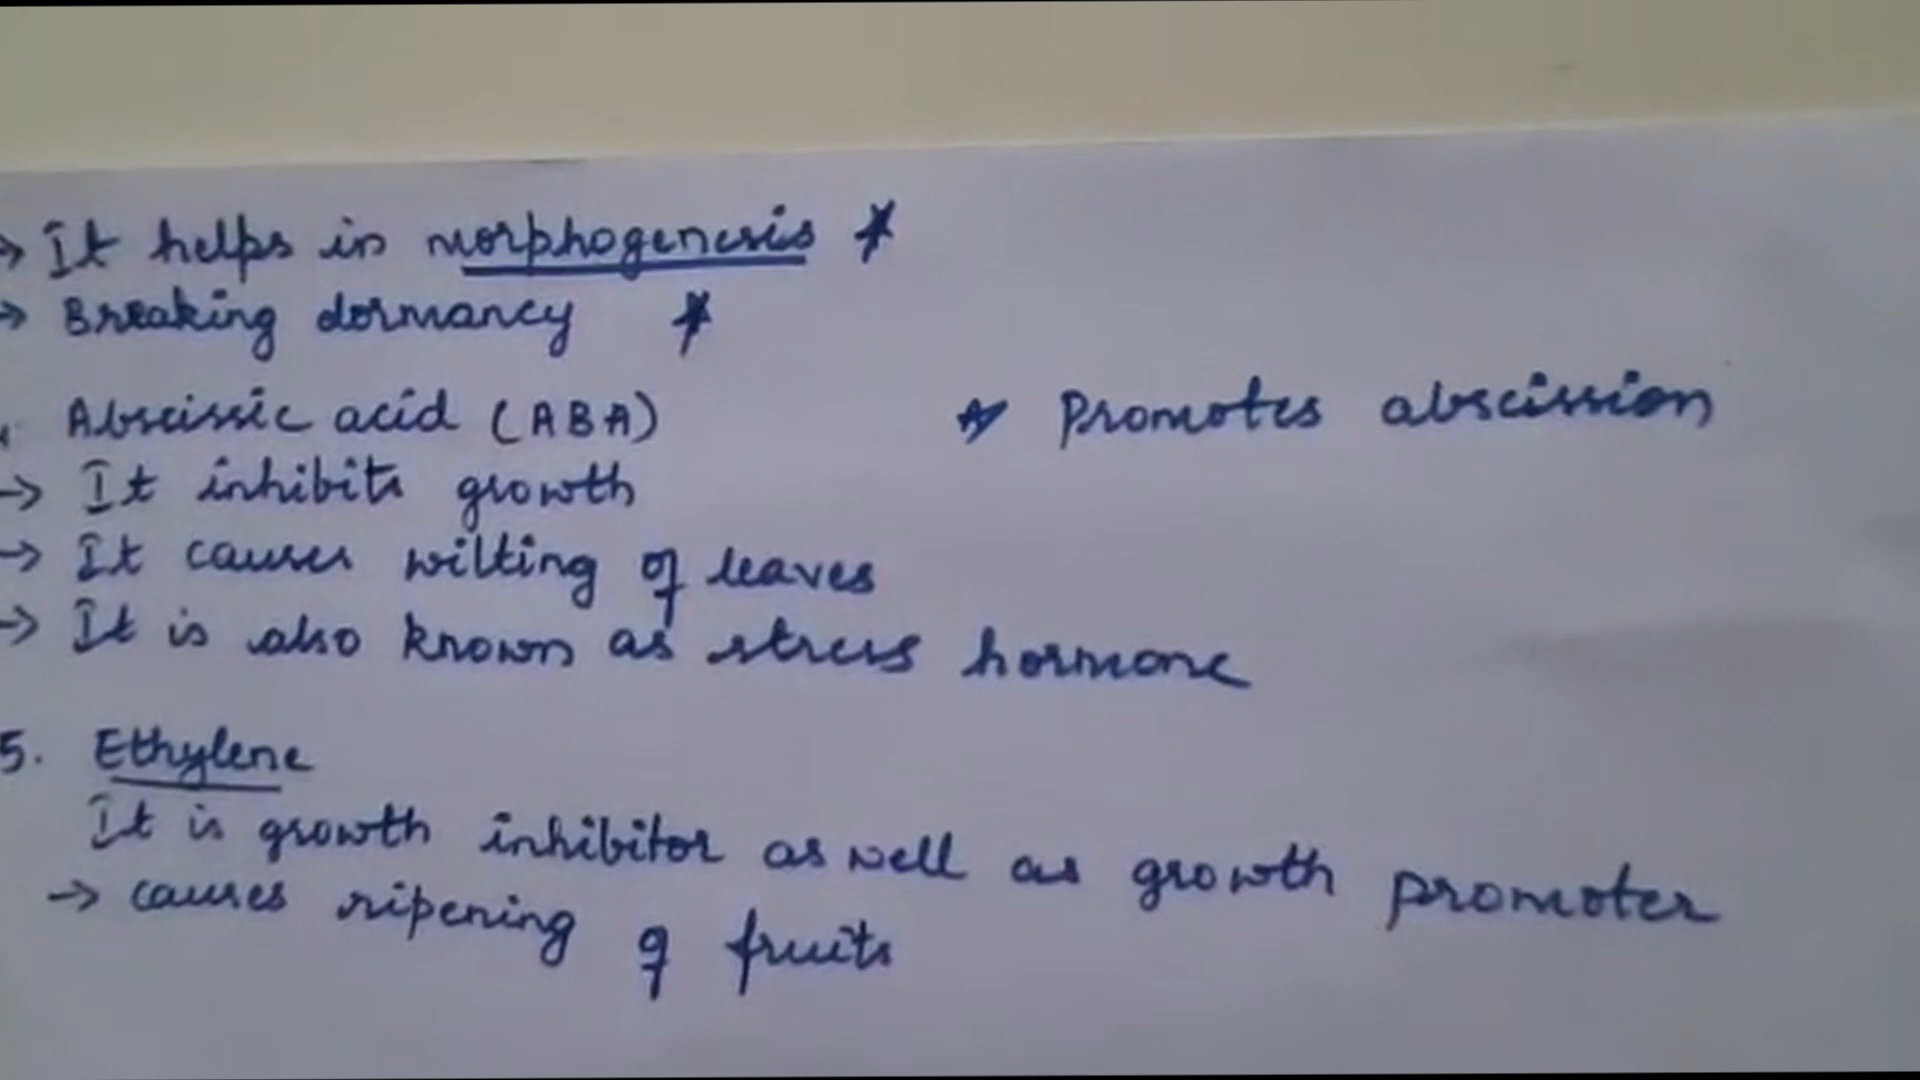 → It helps in morphogenesis *
→ Breaking dormancy *
Abscissic acid (ABA) * Promotes abscission
→ It inhibits growth
→ It causes wilting of leaves
→ It is also known as stress hormone
5. Ethylene
It is growth inhibitor as well as growth promoter
→ causes ripening of fruits